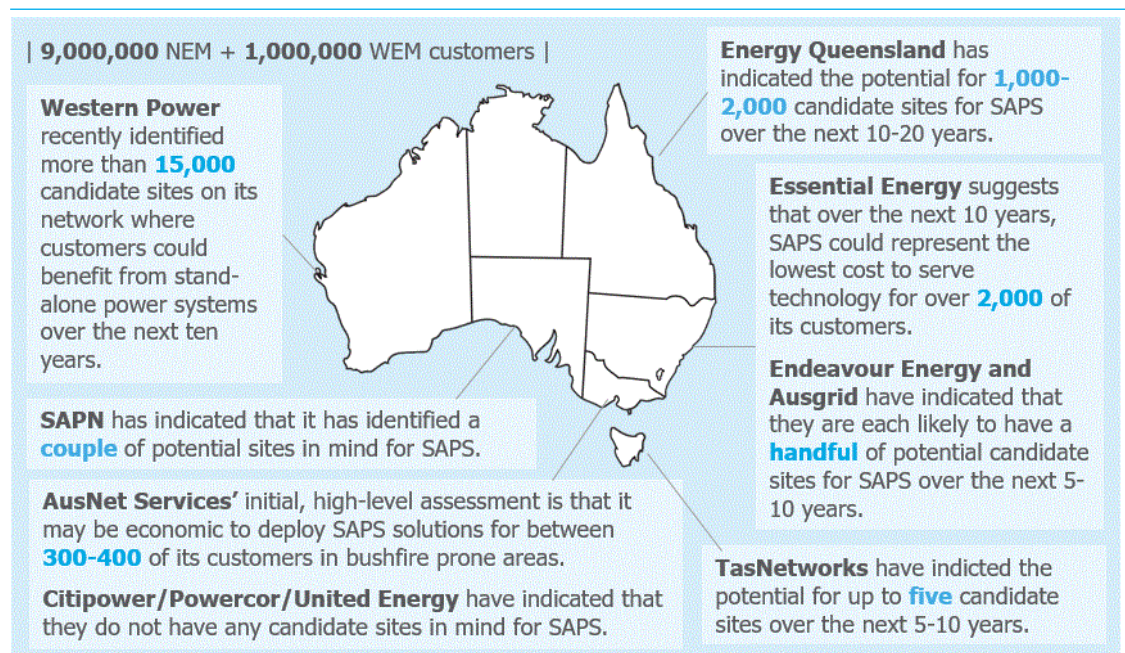 | 9,000,000 NEM + 1,000,000 WEM customers |
Western Power
recently identified
more than 15,000
candidate sites on its
network where
customers could
benefit from stand-
alone power systems
over the next ten
years.
Energy Queensland has
indicated the potential for 1,000-
2,000 candidate sites for SAPS
over the next 10-20 years.
Essential Energy suggests
that over the next 10 years,
SAPS could represent the
lowest cost to serve
technology for over 2,000 of
its customers.
Endeavour Energy and
Ausgrid have indicated that
they are each likely to have a
handful of potential candidate
sites for SAPS over the next 5-
10 years.
SAPN has indicated that it has identified a
couple of potential sites in mind for SAPS.
AusNet Services' initial, high-level assessment is that it
may be economic to deploy SAPS solutions for between
300-400 of its customers in bushfire prone areas.
Citipower/Powercor/United Energy have indicated that
they do not have any candidate sites in mind for SAPS.
TasNetworks have indicted the
potential for up to five candidate
sites over the next 5-10 years.